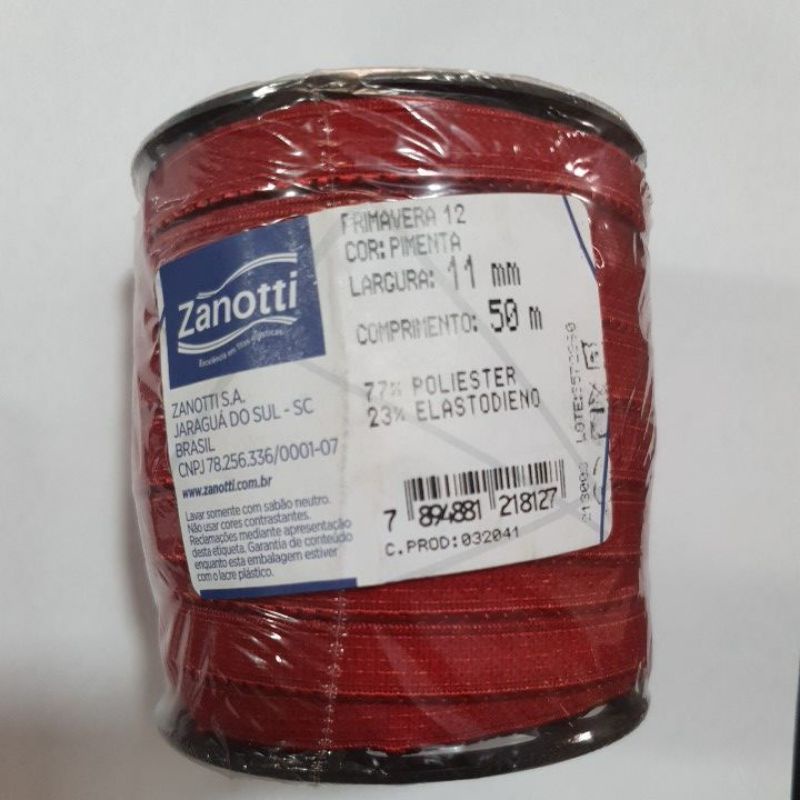 Zanotti
Excelência em fitas elásticas
ZANOTTI S.A.
JARAGUÁ DO SUL - SC
BRASIL
CNPJ 78.256.336/0001-07
www.zanotti.com.br
Lavar somente com sabão neutro.
Não usar cores contrastantes.
Reclamações mediante apresentação
desta etiqueta. Garantia de conteúdo
enquanto esta embalagem estiver
com o lacre plástico.
PRIMAVERA 12
COR: PIMENTA
LARGURA: 11 mm
COMPRIMENTO: 50 m
77% POLIESTER
23% ELASTODIENO
7 894881 218127
C.PROD:032041